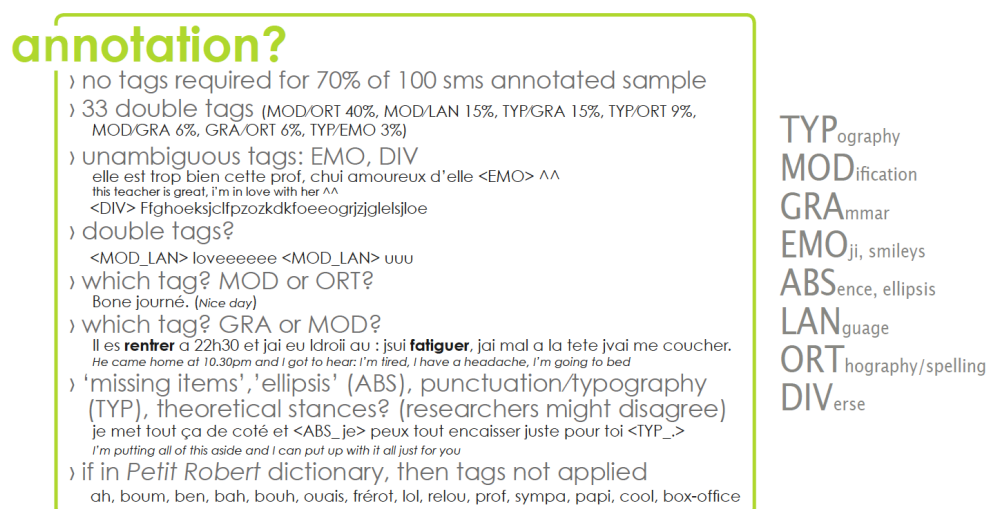 annotation?
› no tags required for 70% of 100 sms annotated sample
› 33 double tags (MOD/ORT 40%, MOD/LAN 15%, TYP/GRA 15%, TYP/ORT 9%,
MOD/GRA 6%, GRA/ORT 6%, TYP/EMO 3%)
› unambiguous tags: EMO, DIV
elle est trop bien cette prof, chui amoureux d'elle <EMO> ^^
this teacher is great, i'm in love with her ^^
<DIV> Ffghoeksjclfpzozkdkfoeeogrjzjglelsjloe
› double tags?
<MOD_LAN> loveeeeee <MOD_LAN> uuu
› which tag? MOD or ORT?
Bone journé. (Nice day)
› which tag? GRA or MOD?
Il es rentrer a 22h30 et jai eu ldroii au : jsui fatiguer, jai mal a la tete jvai me coucher.
He came home at 10.30pm and I got to hear: I'm tired, I have a headache, I'm going to bed
› 'missing items','ellipsis' (ABS), punctuation/typography
(TYP), theoretical stances? (researchers might disagree)
je met tout ça de coté et <ABS_je> peux tout encaisser juste pour toi <TYP_.>
I'm putting all of this aside and I can put up with it all just for you
› if in Petit Robert dictionary, then tags not applied
ah, boum, ben, bah, bouh, ouais, frérot, lol, relou, prof, sympa, papi, cool, box-office
TYPography
MODification
GRAmmar
EMOji, smileys
ABSence, ellipsis
LANguage
ORThography/spelling
DIVerse